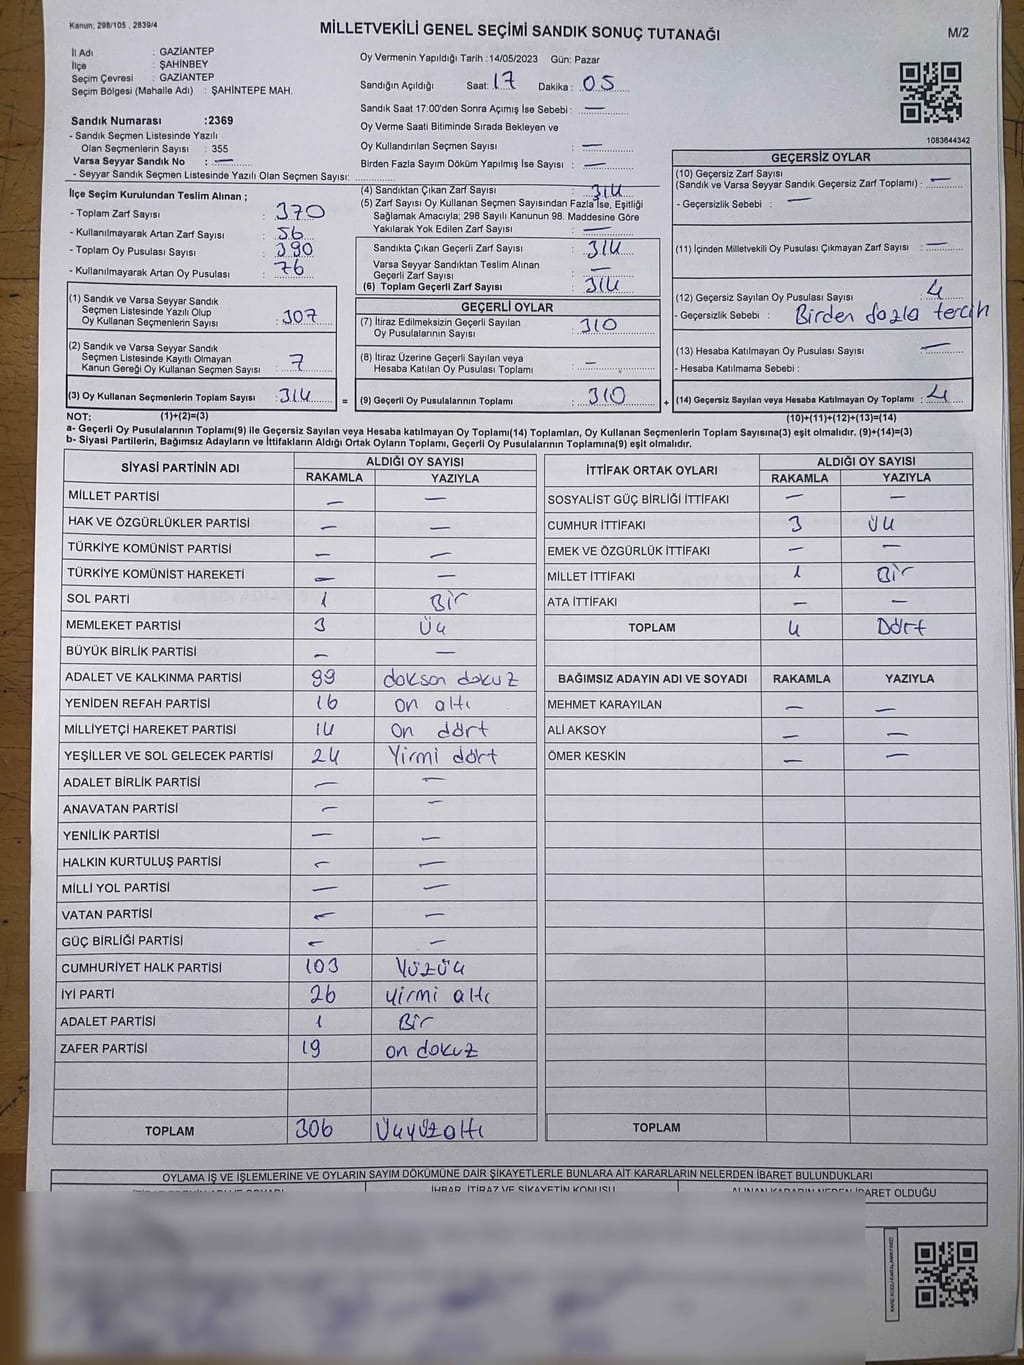 Kanun; 298/105 , 2839/4
MİLLETVEKİLİ GENEL SEÇİMİ SANDIK SONUÇ TUTANAĞI
M/2
İl Adı : GAZİANTEP
İlçe : ŞAHİNBEY
Seçim Çevresi : GAZİANTEP
Seçim Bölgesi (Mahalle Adı) : ŞAHİNTEPE MAH.
Sandık Numarası :2369
- Sandık Seçmen Listesinde Yazılı
Olan Seçmenlerin Sayısı : 355
Varsa Seyyar Sandık No : —
- Seyyar Sandık Seçmen Listesinde Yazılı Olan Seçmen Sayısı:
Oy Vermenin Yapıldığı Tarih :14/05/2023 Gün: Pazar
Sandığın Açıldığı Saat: 17 Dakika : 05
Sandık Saat 17:00'den Sonra Açımış İse Sebebi : —
Oy Verme Saati Bitiminde Sırada Bekleyen ve
Oy Kullandırılan Seçmen Sayısı : —
Birden Fazla Sayım Döküm Yapılmış İse Sayısı : —
1083644342
İlçe Seçim Kurulundan Teslim Alınan ;
- Toplam Zarf Sayısı : 370
- Kullanılmayarak Artan Zarf Sayısı : 56
- Toplam Oy Pusulası Sayısı : 390
- Kullanılmayarak Artan Oy Pusulası : 76
(1) Sandık ve Varsa Seyyar Sandık
Seçmen Listesinde Yazılı Olup
Oy Kullanan Seçmenlerin Sayısı : 307
(2) Sandık ve Varsa Seyyar Sandık
Seçmen Listesinde Kayıtlı Olmayan
Kanun Gereği Oy Kullanan Seçmen Sayısı : 7
(3) Oy Kullanan Seçmenlerin Toplam Sayısı : 314 =
(4) Sandıktan Çıkan Zarf Sayısı : 314
(5) Zarf Sayısı Oy Kullanan Seçmen Sayısından Fazla İse, Eşitliği
Sağlamak Amacıyla; 298 Sayılı Kanunun 98. Maddesine Göre
Yakılarak Yok Edilen Zarf Sayısı : —
Sandıkta Çıkan Geçerli Zarf Sayısı : 314
Varsa Seyyar Sandıktan Teslim Alınan
Geçerli Zarf Sayısı : —
(6) Toplam Geçerli Zarf Sayısı : 314
GEÇERLİ OYLAR
(7) İtiraz Edilmeksizin Geçerli Sayılan
Oy Pusulalarının Sayısı : 310
(8) İtiraz Üzerine Geçerli Sayılan veya
Hesaba Katılan Oy Pusulası Toplamı : —
(9) Geçerli Oy Pusulalarının Toplamı : 310 +
GEÇERSİZ OYLAR
(10) Geçersiz Zarf Sayısı
(Sandık ve Varsa Seyyar Sandık Geçersiz Zarf Toplamı) : —
- Geçersizlik Sebebi : —
(11) İçinden Milletvekili Oy Pusulası Çıkmayan Zarf Sayısı : —
(12) Geçersiz Sayılan Oy Pusulası Sayısı : 4
- Geçersizlik Sebebi : Birden fazla tercih
(13) Hesaba Katılmayan Oy Pusulası Sayısı : —
- Hesaba Katılmama Sebebi :
(14) Geçersiz Sayılan veya Hesaba Katılmayan Oy Toplamı : 4
NOT: (1)+(2)=(3) (10)+(11)+(12)+(13)=(14)
a- Geçerli Oy Pusulalarının Toplamı(9) ile Geçersiz Sayılan veya Hesaba katılmayan Oy Toplamı(14) Toplamları, Oy Kullanan Seçmenlerin Toplam Sayısına(3) eşit olmalıdır. (9)+(14)=(3)
b- Siyasi Partilerin, Bağımsız Adayların ve İttifakların Aldığı Ortak Oyların Toplamı, Geçerli Oy Pusulalarının Toplamına(9) eşit olmalıdır.
SİYASİ PARTİNİN ADI ALDIĞI OY SAYISI
RAKAMLA YAZIYLA
MİLLET PARTİSİ — —
HAK VE ÖZGÜRLÜKLER PARTİSİ — —
TÜRKİYE KOMÜNİST PARTİSİ — —
TÜRKİYE KOMÜNİST HAREKETİ — —
SOL PARTİ 1 Bir
MEMLEKET PARTİSİ 3 Üç
BÜYÜK BİRLİK PARTİSİ — —
ADALET VE KALKINMA PARTİSİ 99 dokson dokuz
YENİDEN REFAH PARTİSİ 16 on altı
MİLLİYETÇİ HAREKET PARTİSİ 14 On dört
YEŞİLLER VE SOL GELECEK PARTİSİ 24 Yirmi dört
ADALET BİRLİK PARTİSİ — —
ANAVATAN PARTİSİ — —
YENİLİK PARTİSİ — —
HALKIN KURTULUŞ PARTİSİ — —
MİLLİ YOL PARTİSİ — —
VATAN PARTİSİ — —
GÜÇ BİRLİĞİ PARTİSİ — —
CUMHURİYET HALK PARTİSİ 103 Yüzüç
İYİ PARTİ 26 yirmi altı
ADALET PARTİSİ 1 Bir
ZAFER PARTİSİ 19 on dokuz
TOPLAM 306 Üçyüzaltı
İTTİFAK ORTAK OYLARI ALDIĞI OY SAYISI
RAKAMLA YAZIYLA
SOSYALİST GÜÇ BİRLİĞİ İTTİFAKI — —
CUMHUR İTTİFAKI 3 Üç
EMEK VE ÖZGÜRLÜK İTTİFAKI — —
MİLLET İTTİFAKI 1 Bir
ATA İTTİFAKI — —
TOPLAM 4 Dört
BAĞIMSIZ ADAYIN ADI VE SOYADI RAKAMLA YAZIYLA
MEHMET KARAYILAN — —
ALİ AKSOY — —
ÖMER KESKİN — —
TOPLAM
OYLAMA İŞ VE İŞLEMLERİNE VE OYLARIN SAYIM DÖKÜMÜNE DAİR ŞİKAYETLERLE BUNLARA AİT KARARLARIN NELERDEN İBARET BULUNDUKLARI
İHBAR, İTİRAZ VE ŞİKAYETİN KONUSU ALINAN KARARIN NEDEN İBARET OLDUĞU